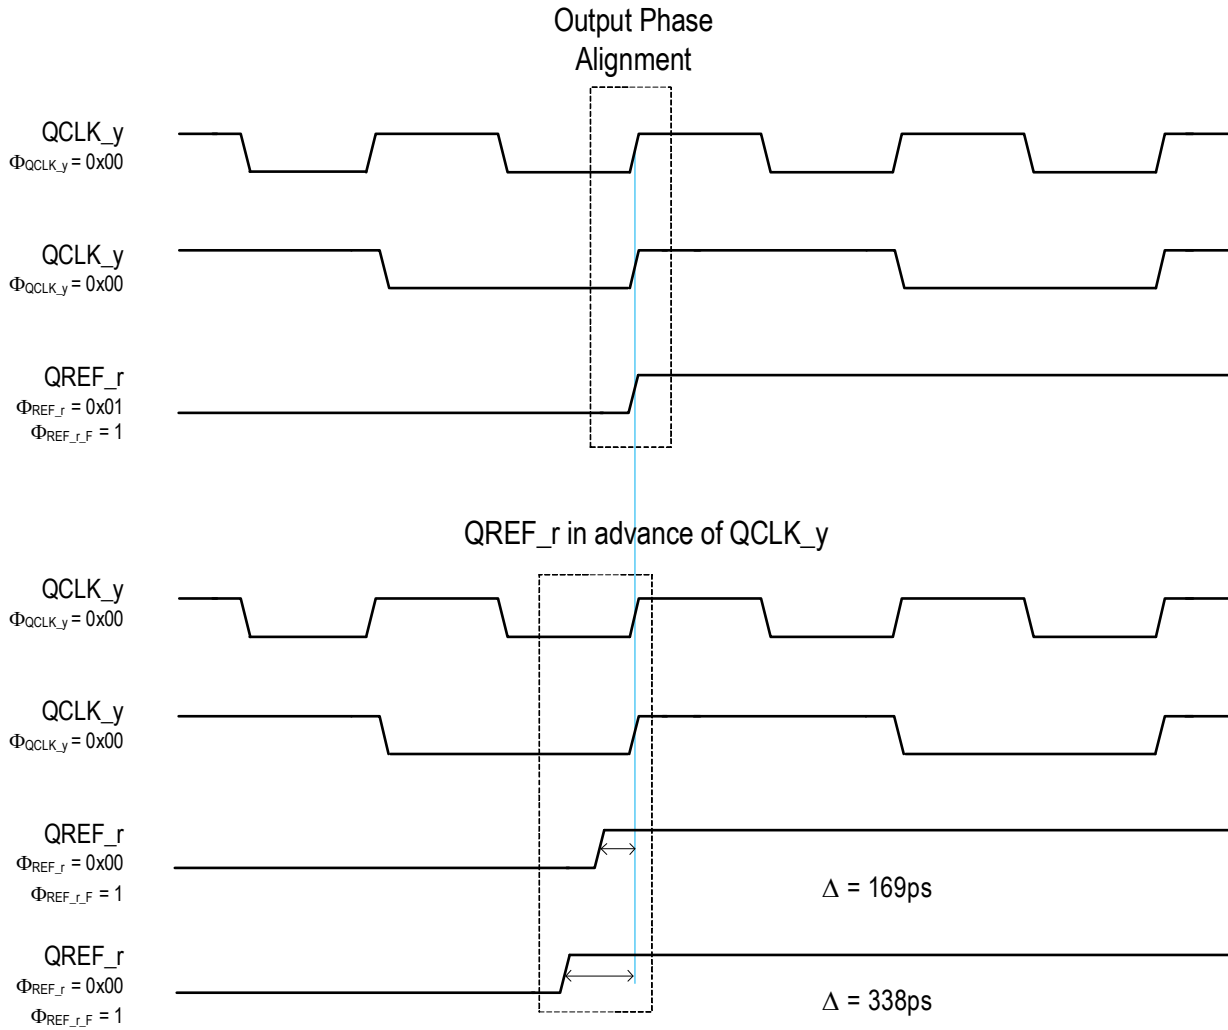 Output Phase
Alignment
QCLK_y
ΦQCLK_y = 0x00
QCLK_y
ΦQCLK_y = 0x00
QREF_r
ΦREF_r = 0x01
ΦREF_r_F = 1
QREF_r in advance of QCLK_y
QCLK_y
ΦQCLK_y = 0x00
QCLK_y
ΦQCLK_y = 0x00
QREF_r
ΦREF_r = 0x00
ΦREF_r_F = 1
Δ = 169ps
QREF_r
ΦREF_r = 0x00
ΦREF_r_F = 1
Δ = 338ps